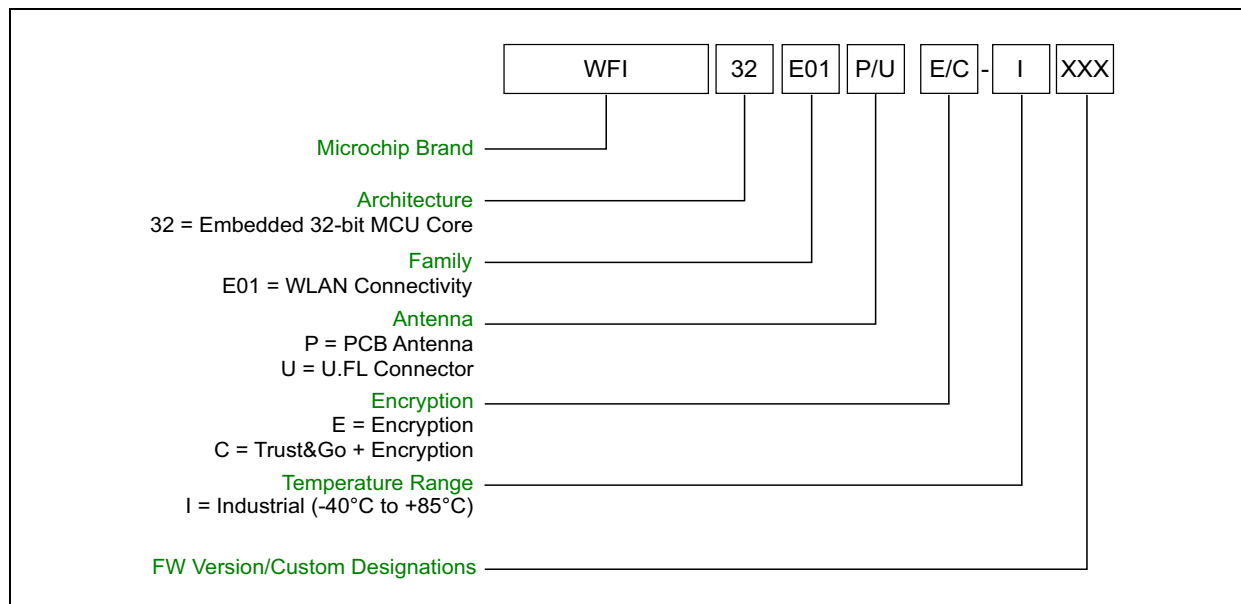 WFI 32 E01 P/U E/C - I XXX
Microchip Brand
Architecture
32 = Embedded 32-bit MCU Core
Family
E01 = WLAN Connectivity
Antenna
P = PCB Antenna
U = U.FL Connector
Encryption
E = Encryption
C = Trust&Go + Encryption
Temperature Range
I = Industrial (-40°C to +85°C)
FW Version/Custom Designations